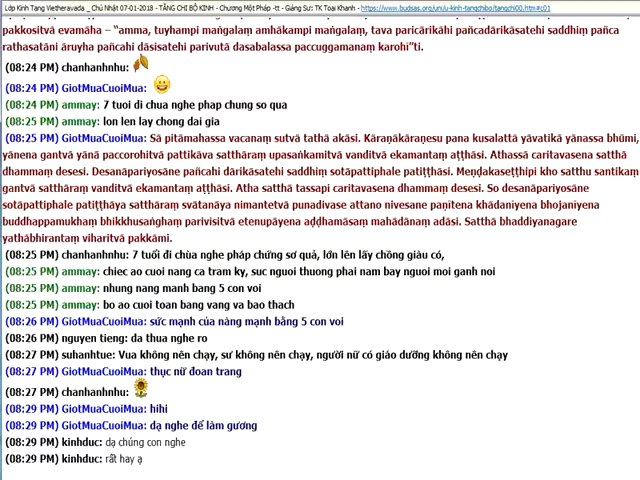 Lớp Kinh Tạng Vietheravada _ Chủ Nhật 07-01-2018 - TĂNG CHI BỘ KINH - Chương Một Pháp -tt - Giảng Sư: TK Toại Khanh - https://www.budsas.org/uni/u-kinh-tangchibo/tangchi00.htm#c01
pakkositvā evamāha – “amma, tuyhampi maṅgalaṃ amhākampi maṅgalaṃ, tava paricārikāhi pañcadārikāsatehi saddhiṃ pañca
rathasatāni āruyha pañcahi dāsisatehi parivutā dasabalassa paccuggamanaṃ karohi”ti.
(08:24 PM) chanhanhnhu:
(08:24 PM) GiotMuaCuoiMua:
(08:24 PM) ammay: 7 tuoi di chua nghe phap chung so qua
(08:25 PM) ammay: lon len lay chong dai gia
(08:25 PM) GiotMuaCuoiMua: Sā pitāmahassa vacanaṃ sutvā tathā akāsi. Kāraṇākāraṇesu pana kusalattā yāvatikā yānassa bhūmi,
yānena gantvā yānā paccorohitvā pattikāva satthāraṃ upasaṅkamitvā vanditvā ekamantaṃ aṭṭhāsi. Athassā caritavasena satthā
dhammaṃ desesi. Desanāpariyosāne pañcahi dārikāsatehi saddhiṃ sotāpattiphale patiṭṭhāsi. Meṇḍakaseṭṭhipi kho satthu santikaṃ
gantvā satthāraṃ vanditvā ekamantaṃ aṭṭhāsi. Atha satthā tassapi caritavasena dhammaṃ desesi. So desanāpariyosāne
sotāpattiphale patiṭṭhāya satthāraṃ svātanāya nimantetvā punadivase attano nivesane paṇītena khādanīyena bhojanīyena
buddhappamukhaṃ bhikkhusaṅghaṃ parivisitvā etenupāyena aḍḍhamāsaṃ mahādānaṃ adāsi. Satthā bhaddiyanagare
yathābhirantaṃ viharitvā pakkāmi.
(08:25 PM) chanhanhnhu: 7 tuổi đi chùa nghe pháp chứng sơ quả, lớn lên lấy chồng giàu có,
(08:25 PM) ammay: chiec ao cuoi nang ca tram ky, suc nguoi thuong phai nam bay nguoi moi ganh noi
(08:25 PM) ammay: nhung nang manh bang 5 con voi
(08:25 PM) ammay: bo ao cuoi toan bang vang va bao thach
(08:26 PM) GiotMuaCuoiMua: sức mạnh của nàng mạnh bằng 5 con voi
(08:26 PM) nguyen tieng: da thua nghe ro
(08:27 PM) suhanhtue: Vua không nên chạy, sư không nên chạy, người nữ có giáo dưỡng không nên chạy
(08:27 PM) GiotMuaCuoiMua: thục nữ đoan trang
(08:27 PM) chanhanhnhu:
(08:29 PM) GiotMuaCuoiMua: hihi
(08:29 PM) GiotMuaCuoiMua: dạ nghe để làm gương
(08:29 PM) kinhduc: dạ chúng con nghe
(08:29 PM) kinhduc: rất hay ạ